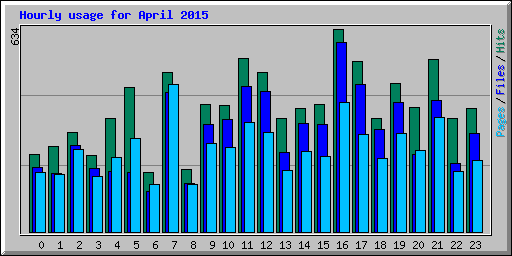 Hourly usage for April 2015
634
Pages / Files / Hits
0 1 2 3 4 5 6 7 8 9 10 11 12 13 14 15 16 17 18 19 20 21 22 23